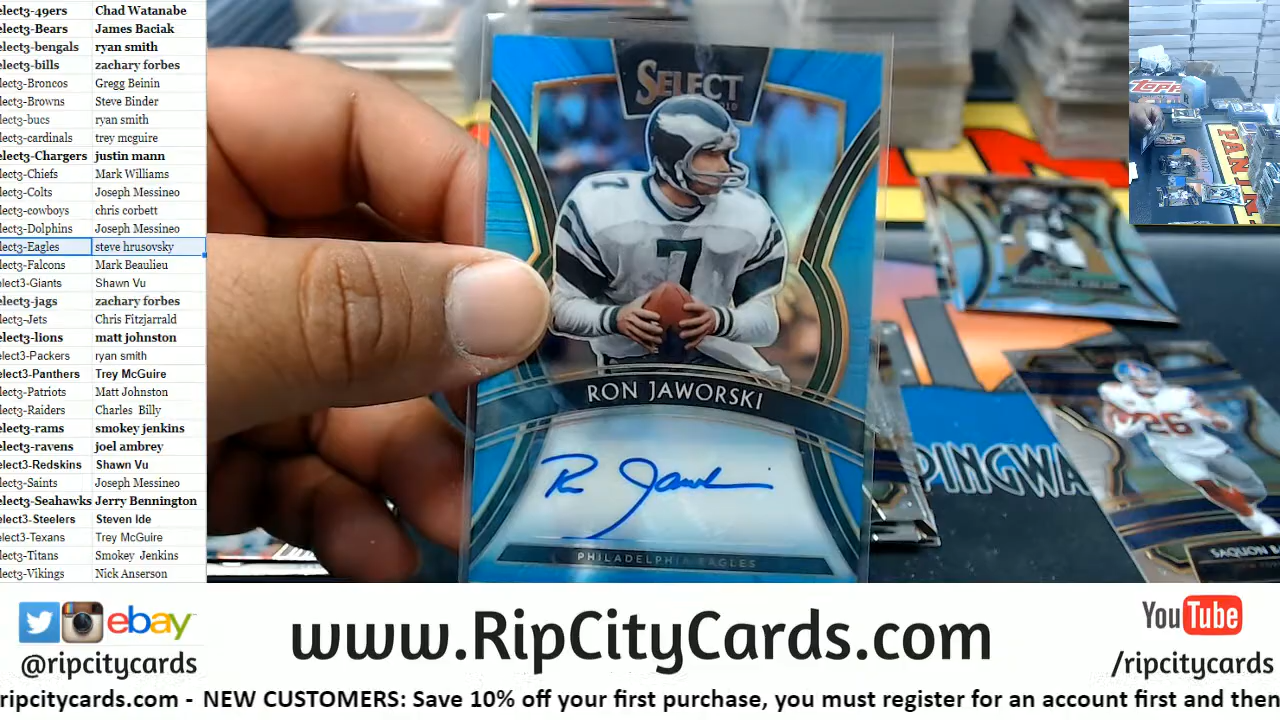 elect3-49ers Chad Watanabe
elect3-Bears James Baciak
elect3-bengals ryan smith
elect3-bills zachary forbes
elect3-Broncos Gregg Beinin
elect3-Browns Steve Binder
elect3-bucs ryan smith
elect3-cardinals trey mcguire
elect3-Chargers justin mann
elect3-Chiefs Mark Williams
elect3-Colts Joseph Messineo
elect3-cowboys chris corbett
elect3-Dolphins Joseph Messineo
lect3-Eagles steve hrusovsky
elect3-Falcons Mark Beaulieu
elect3-Giants Shawn Vu
elect3-jags zachary forbes
elect3-Jets Chris Fitzjarrald
elect3-lions matt johnston
elect3-Packers ryan smith
elect3-Panthers Trey McGuire
elect3-Patriots Matt Johnston
elect3-Raiders Charles Billy
elect3-rams smokey jenkins
elect3-ravens joel ambrey
elect3-Redskins Shawn Vu
elect3-Saints Joseph Messineo
elect3-Seahawks Jerry Bennington
elect3-Steelers Steven Ide
elect3-Texans Trey McGuire
elect3-Titans Smokey Jenkins
elect3-Vikings Nick Anserson
SELECT
7
7
RON JAWORSKI
PHILADELPHIA EAGLES
TOPPS
PANINI
PINGWA
26
SAQUON
ebay
@ripcitycards
www.RipCityCards.com
YouTube
/ripcitycards
ripcitycards.com - NEW CUSTOMERS: Save 10% off your first purchase, you must register for an account first and then